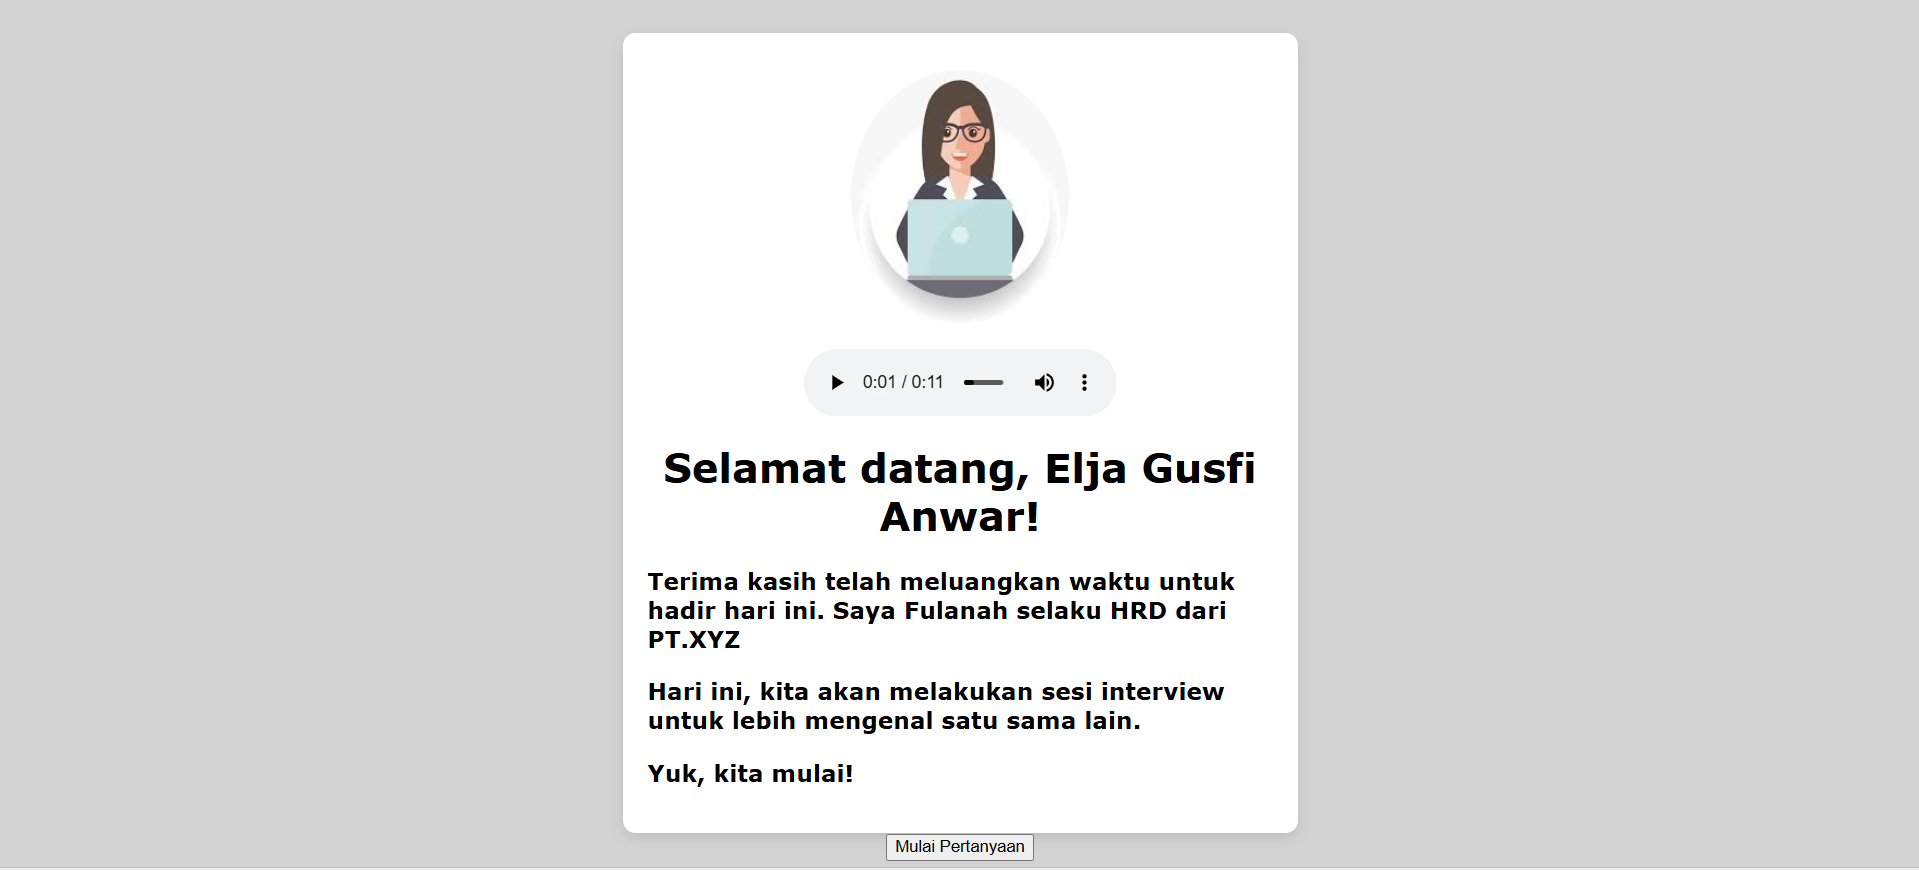 0:01 / 0:11
Selamat datang, Elja Gusfi
Anwar!
Terima kasih telah meluangkan waktu untuk
hadir hari ini. Saya Fulanah selaku HRD dari
PT.XYZ
Hari ini, kita akan melakukan sesi interview
untuk lebih mengenal satu sama lain.
Yuk, kita mulai!
Mulai Pertanyaan